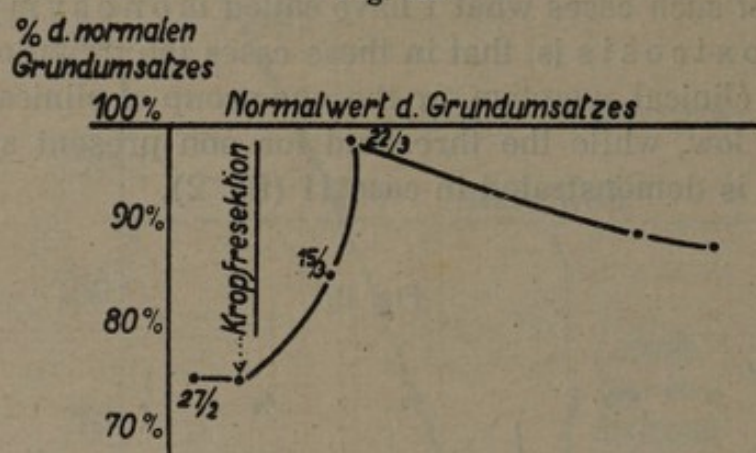 % d. normalen
Grundumsatzes
100% Normalwert d. Grundumsatzes
22/3
90%
Kropfresektion
15/3
80%
27/2
70%